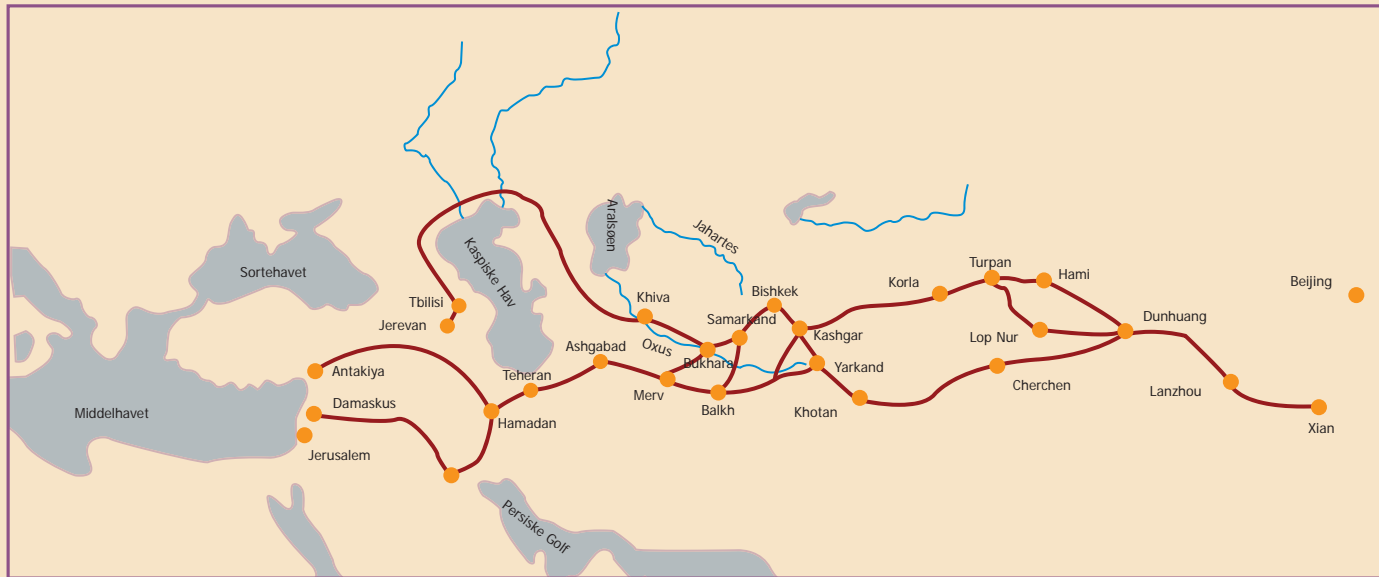 Aralsøen
Jahartes
Sortehavet
Kaspiske Hav
Turpan
Hami
Korla
Beijing
Tbilisi
Khiva
Bishkek
Jerevan
Samarkand
Dunhuang
Kashgar
Lop Nur
Ashgabad
Oxus
Bukhara
Yarkand
Antakiya
Teheran
Cherchen
Merv
Lanzhou
Damaskus
Balkh
Khotan
Middelhavet
Hamadan
Xian
Jerusalem
Persiske Golf